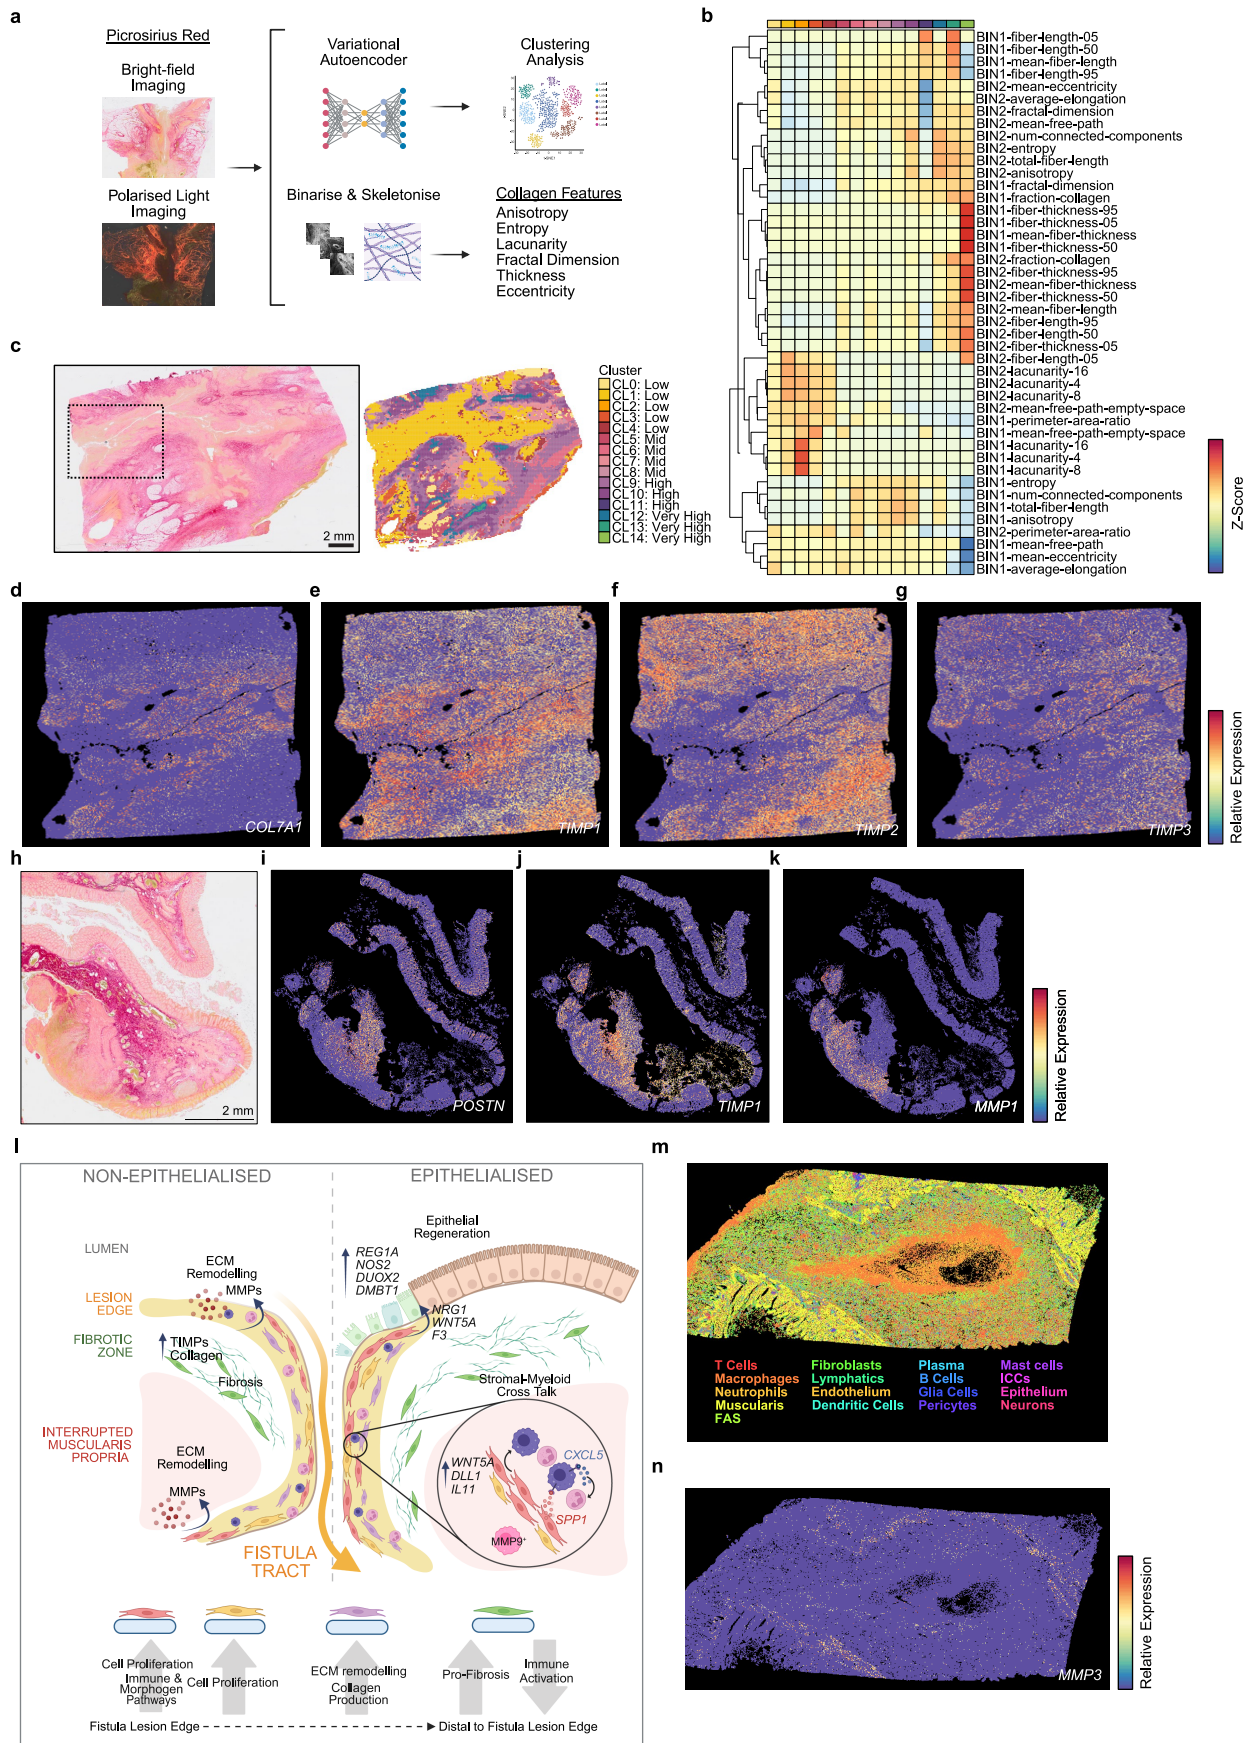 a
Picrosirius Red
Bright-field
Imaging
Polarised Light
Imaging
Variational
Autoencoder
Clustering
Analysis
Binarise & Skeletonise
Collagen Features
Anisotropy
Entropy
Lacunarity
Fractal Dimension
Thickness
Eccentricity
b
BIN1-fiber-length-05
BIN1-fiber-length-50
BIN1-mean-fiber-length
BIN1-fiber-length-95
BIN2-mean-eccentricity
BIN2-average-elongation
BIN2-fractal-dimension
BIN2-mean-free-path
BIN2-num-connected-components
BIN2-entropy
BIN2-total-fiber-length
BIN2-anisotropy
BIN1-fractal-dimension
BIN1-fraction-collagen
BIN1-fiber-thickness-95
BIN1-fiber-thickness-05
BIN1-mean-fiber-thickness
BIN1-fiber-thickness-50
BIN2-fraction-collagen
BIN2-fiber-thickness-95
BIN2-mean-fiber-thickness
BIN2-fiber-thickness-50
BIN2-mean-fiber-length
BIN2-fiber-length-95
BIN2-fiber-length-50
BIN2-fiber-thickness-05
BIN2-fiber-length-05
BIN2-lacunarity-16
BIN2-lacunarity-4
BIN2-lacunarity-8
BIN2-mean-free-path-empty-space
BIN1-perimeter-area-ratio
BIN1-mean-free-path-empty-space
BIN1-lacunarity-16
BIN1-lacunarity-4
BIN1-lacunarity-8
BIN1-entropy
BIN1-num-connected-components
BIN1-total-fiber-length
BIN1-anisotropy
BIN2-perimeter-area-ratio
BIN1-mean-free-path
BIN1-mean-eccentricity
BIN1-average-elongation
Z-Score
c
2 mm
Cluster
CL0: Low
CL1: Low
CL2: Low
CL3: Low
CL4: Low
CL5: Mid
CL6: Mid
CL7: Mid
CL8: Mid
CL9: High
CL10: High
CL11: High
CL12: Very High
CL13: Very High
CL14: Very High
d
COL7A1
e
TIMP1
f
TIMP2
g
TIMP3
Relative Expression
h
2 mm
i
POSTN
j
TIMP1
k
MMP1
Relative Expression
l
NON-EPITHELIALISED
EPITHELIALISED
LUMEN
LESION
EDGE
FIBROTIC
ZONE
INTERRUPTED
MUSCULARIS
PROPRIA
ECM
Remodelling
MMPs
TIMPs
Collagen
Fibrosis
ECM
Remodelling
MMPs
FISTULA
TRACT
REG1A
NOS2
DUOX2
DMBT1
Epithelial
Regeneration
NRG1
WNT5A
F3
Stromal-Myeloid
Cross Talk
WNT5A
DLL1
IL11
CXCL5
SPP1
MMP9+
Cell Proliferation
Immune &
Morphogen
Pathways
Cell Proliferation
ECM remodelling
Collagen
Production
Pro-Fibrosis
Immune
Activation
Fistula Lesion Edge
Distal to Fistula Lesion Edge
m
T Cells
Macrophages
Neutrophils
Muscularis
FAS
Fibroblasts
Lymphatics
Endothelium
Dendritic Cells
Plasma
B Cells
Glia Cells
Pericytes
Mast cells
ICCs
Epithelium
Neurons
n
MMP3
Relative Expression